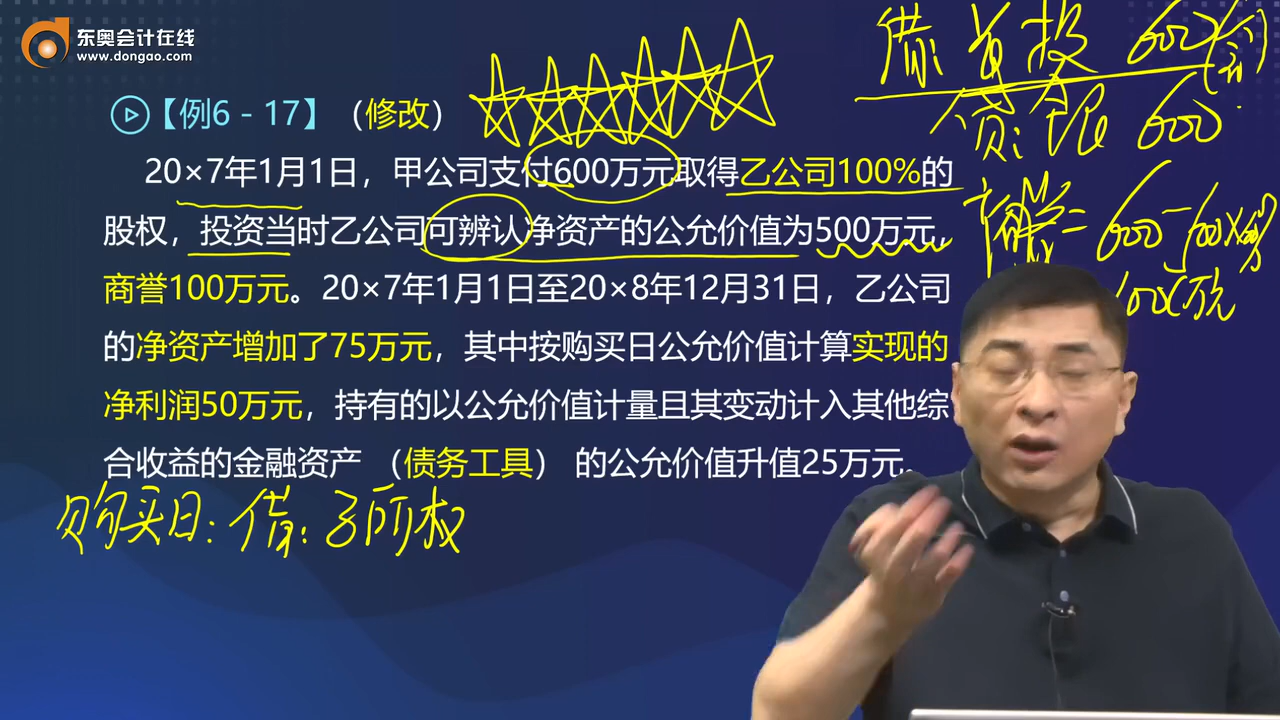 东奥会计在线
www.dongao.com
【例6-17】（修改）
20×7年1月1日，甲公司支付600万元取得乙公司100%的
股权，投资当时乙公司可辨认净资产的公允价值为500万元，
商誉100万元。20×7年1月1日至20×8年12月31日，乙公司
的净资产增加了75万元，其中按购买日公允价值计算实现的
净利润50万元，持有的以公允价值计量且其变动计入其他综
合收益的金融资产 （债务工具） 的公允价值升值25万元。
借：长投 600
贷：银 600
商誉=600-500×
100(万元
购买日：借：子所权